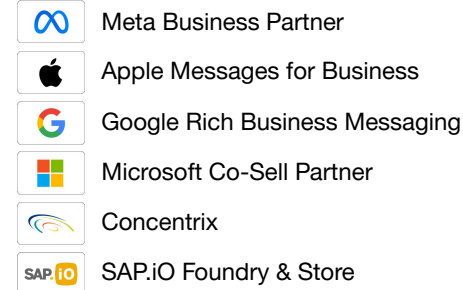 Meta Business Partner
Apple Messages for Business
Google Rich Business Messaging
Microsoft Co-Sell Partner
Concentrix
SAP.iO SAP.iO Foundry & Store